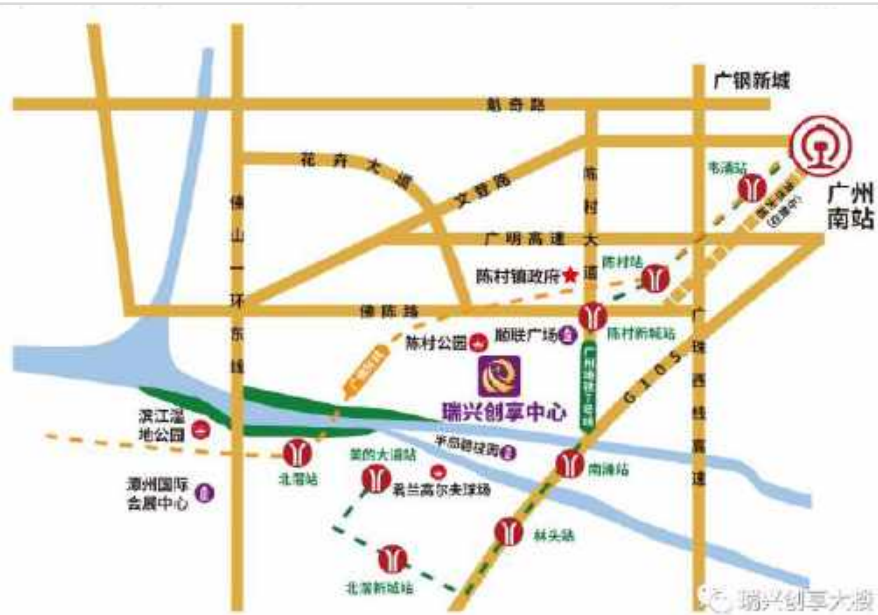 广钢新城
魁奇路
韦涌站
广州
南站
花卉大道
文登路
陈村大道
佛山一环东线
广明高速
陈村站
陈村镇政府
佛陈路
广珠西线高速
陈村公园
顺联广场
陈村新城站
广州地铁7号线
G105
瑞兴创享中心
滨江湿
地公园
半岛碧桂园
美的大道站
北滘站
南涌站
潭州国际
会展中心
君兰高尔夫球场
林头站
北滘新城站
瑞兴创享大楼